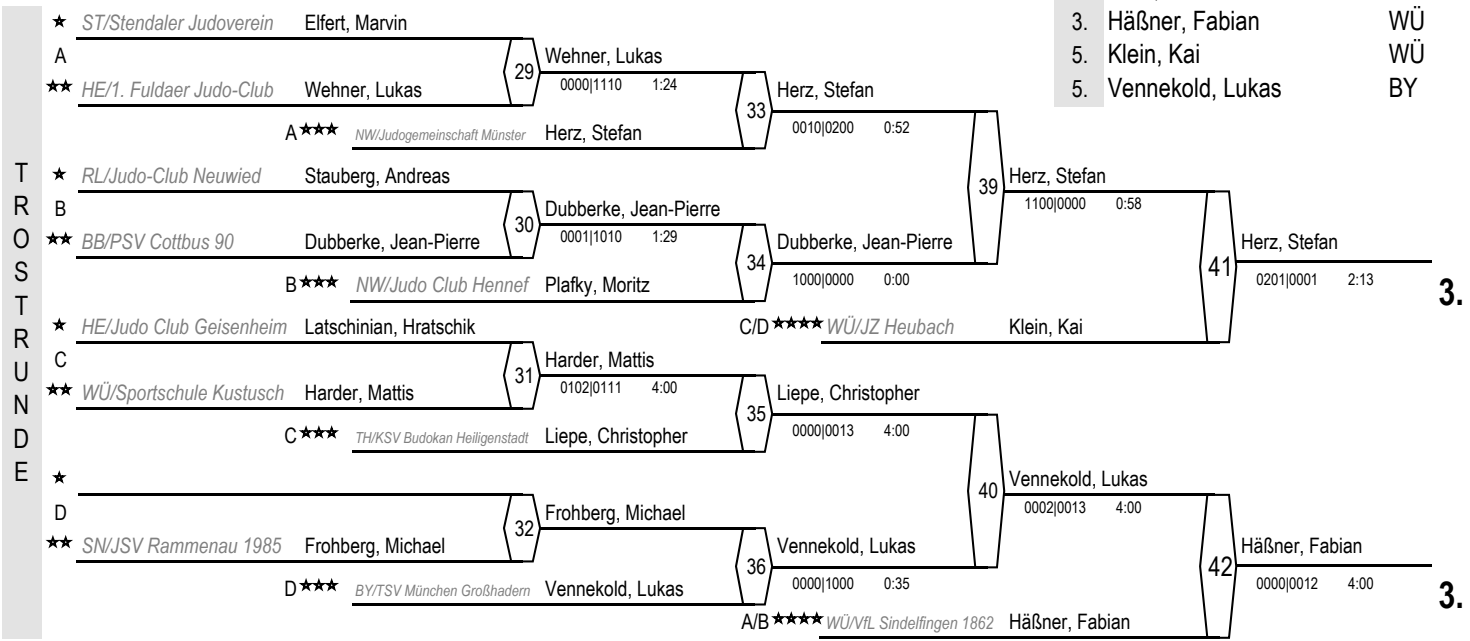 3. Häßner, Fabian WÜ
5. Klein, Kai WÜ
5. Vennekold, Lukas BY
TROSTRUNDE
★ ST/Stendaler Judoverein Elfert, Marvin
A
29 Wehner, Lukas
0000|1110 1:24
★★ HE/1. Fuldaer Judo-Club Wehner, Lukas
33 Herz, Stefan
0010|0200 0:52
A★★★ NW/Judogemeinschaft Münster Herz, Stefan
39 Herz, Stefan
1100|0000 0:58
★ RL/Judo-Club Neuwied Stauberg, Andreas
B
30 Dubberke, Jean-Pierre
0001|1010 1:29
★★ BB/PSV Cottbus 90 Dubberke, Jean-Pierre
34 Dubberke, Jean-Pierre
1000|0000 0:00
B★★★ NW/Judo Club Hennef Plafky, Moritz
41 Herz, Stefan
0201|0001 2:13
3.
C/D★★★★ WÜ/JZ Heubach Klein, Kai
★ HE/Judo Club Geisenheim Latschinian, Hratschik
C
31 Harder, Mattis
0102|0111 4:00
★★ WÜ/Sportschule Kustusch Harder, Mattis
35 Liepe, Christopher
0000|0013 4:00
C★★★ TH/KSV Budokan Heiligenstadt Liepe, Christopher
40 Vennekold, Lukas
0002|0013 4:00
★
D
32 Frohberg, Michael
★★ SN/JSV Rammenau 1985 Frohberg, Michael
36 Vennekold, Lukas
0000|1000 0:35
D★★★ BY/TSV München Großhadern Vennekold, Lukas
42 Häßner, Fabian
0000|0012 4:00
3.
A/B★★★★ WÜ/VfL Sindelfingen 1862 Häßner, Fabian